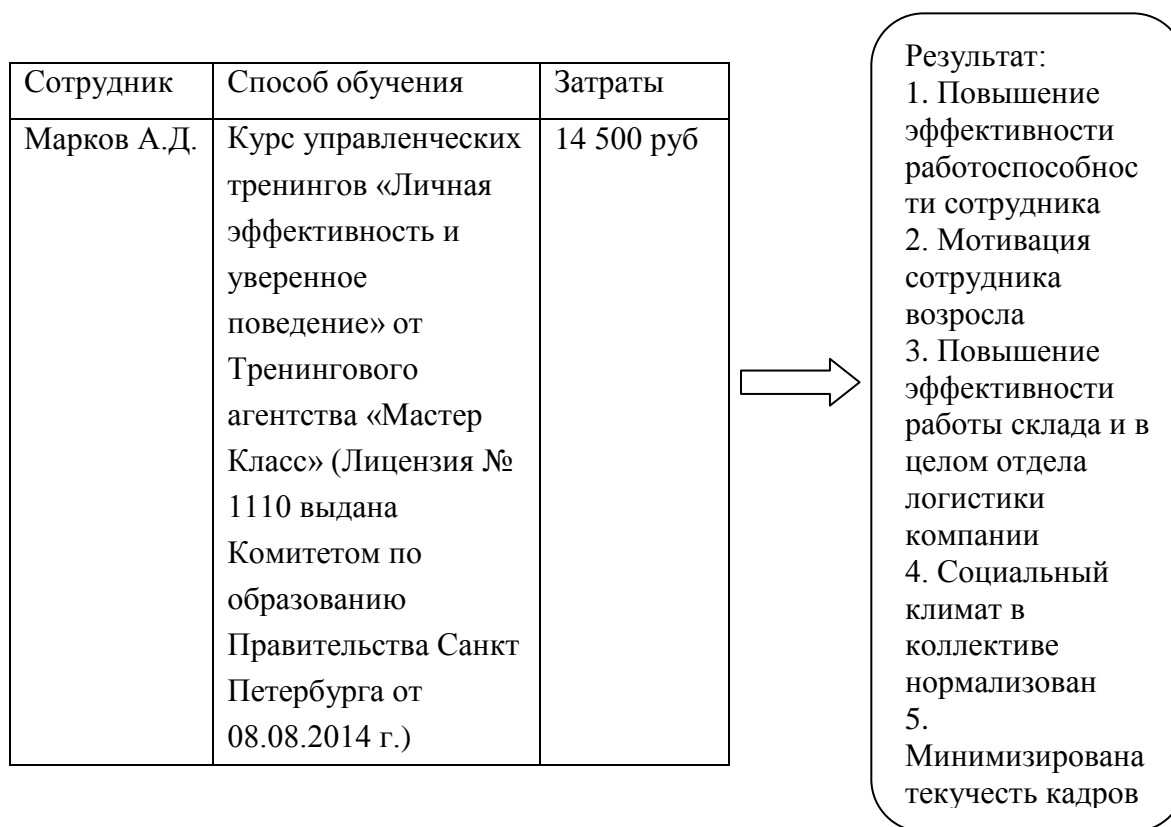 Сотрудник
Способ обучения
Затраты
Марков А.Д.
Курс управленческих
тренингов «Личная
эффективность и
уверенное
поведение» от
Тренингового
агентства «Мастер
Класс» (Лицензия №
1110 выдана
Комитетом по
образованию
Правительства Санкт
Петербурга от
08.08.2014 г.)
14 500 руб
Результат:
1. Повышение
эффективности
работоспособнос
ти сотрудника
2. Мотивация
сотрудника
возросла
3. Повышение
эффективности
работы склада и в
целом отдела
логистики
компании
4. Социальный
климат в
коллективе
нормализован
5.
Минимизирована
текучесть кадров